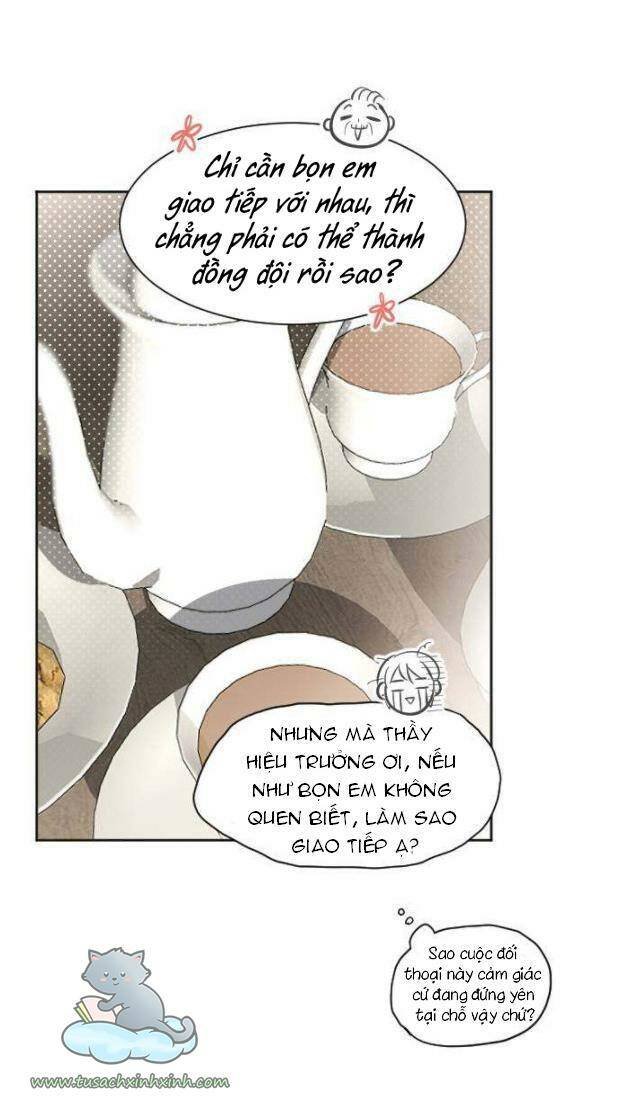 Chỉ cần bọn em
giao tiếp với nhau, thì
chẳng phải có thể thành
đồng đội rồi sao?
NHƯNG MÀ THẦY
HIỆU TRƯỞNG ƠI, NẾU
NHƯ BỌN EM KHÔNG
QUEN BIẾT, LÀM SAO
GIAO TIẾP Ạ?
Sao cuộc đối
thoại này cảm giác
cứ đang đứng yên
tại chỗ vậy chứ?
www.tusachxinhxinh.com